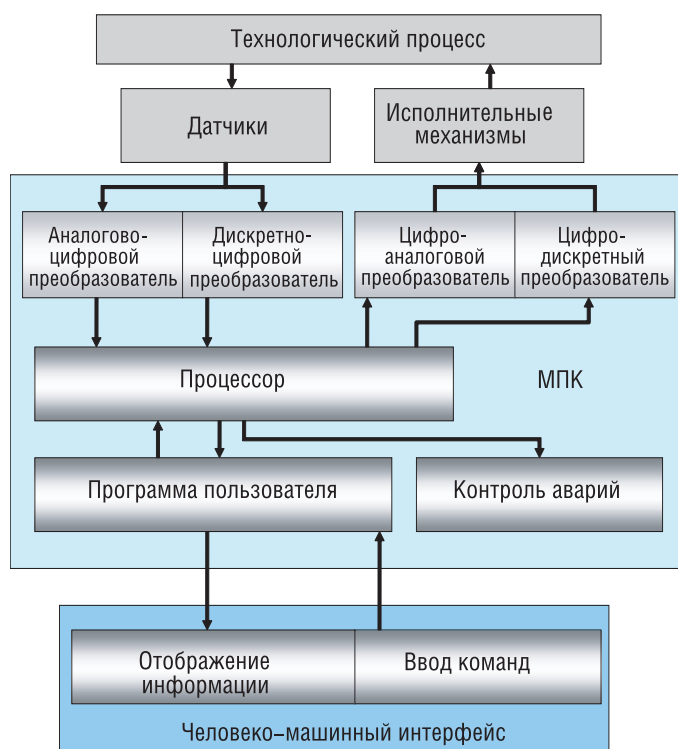 Технологический процесс
Датчики
Исполнительные
механизмы
Аналогово-
цифровой
преобразователь
Дискретно-
цифровой
преобразователь
Цифро-
аналоговой
преобразователь
Цифро-
дискретный
преобразователь
Процессор
МПК
Программа пользователя
Контроль аварий
Отображение
информации
Ввод команд
Человеко–машинный интерфейс